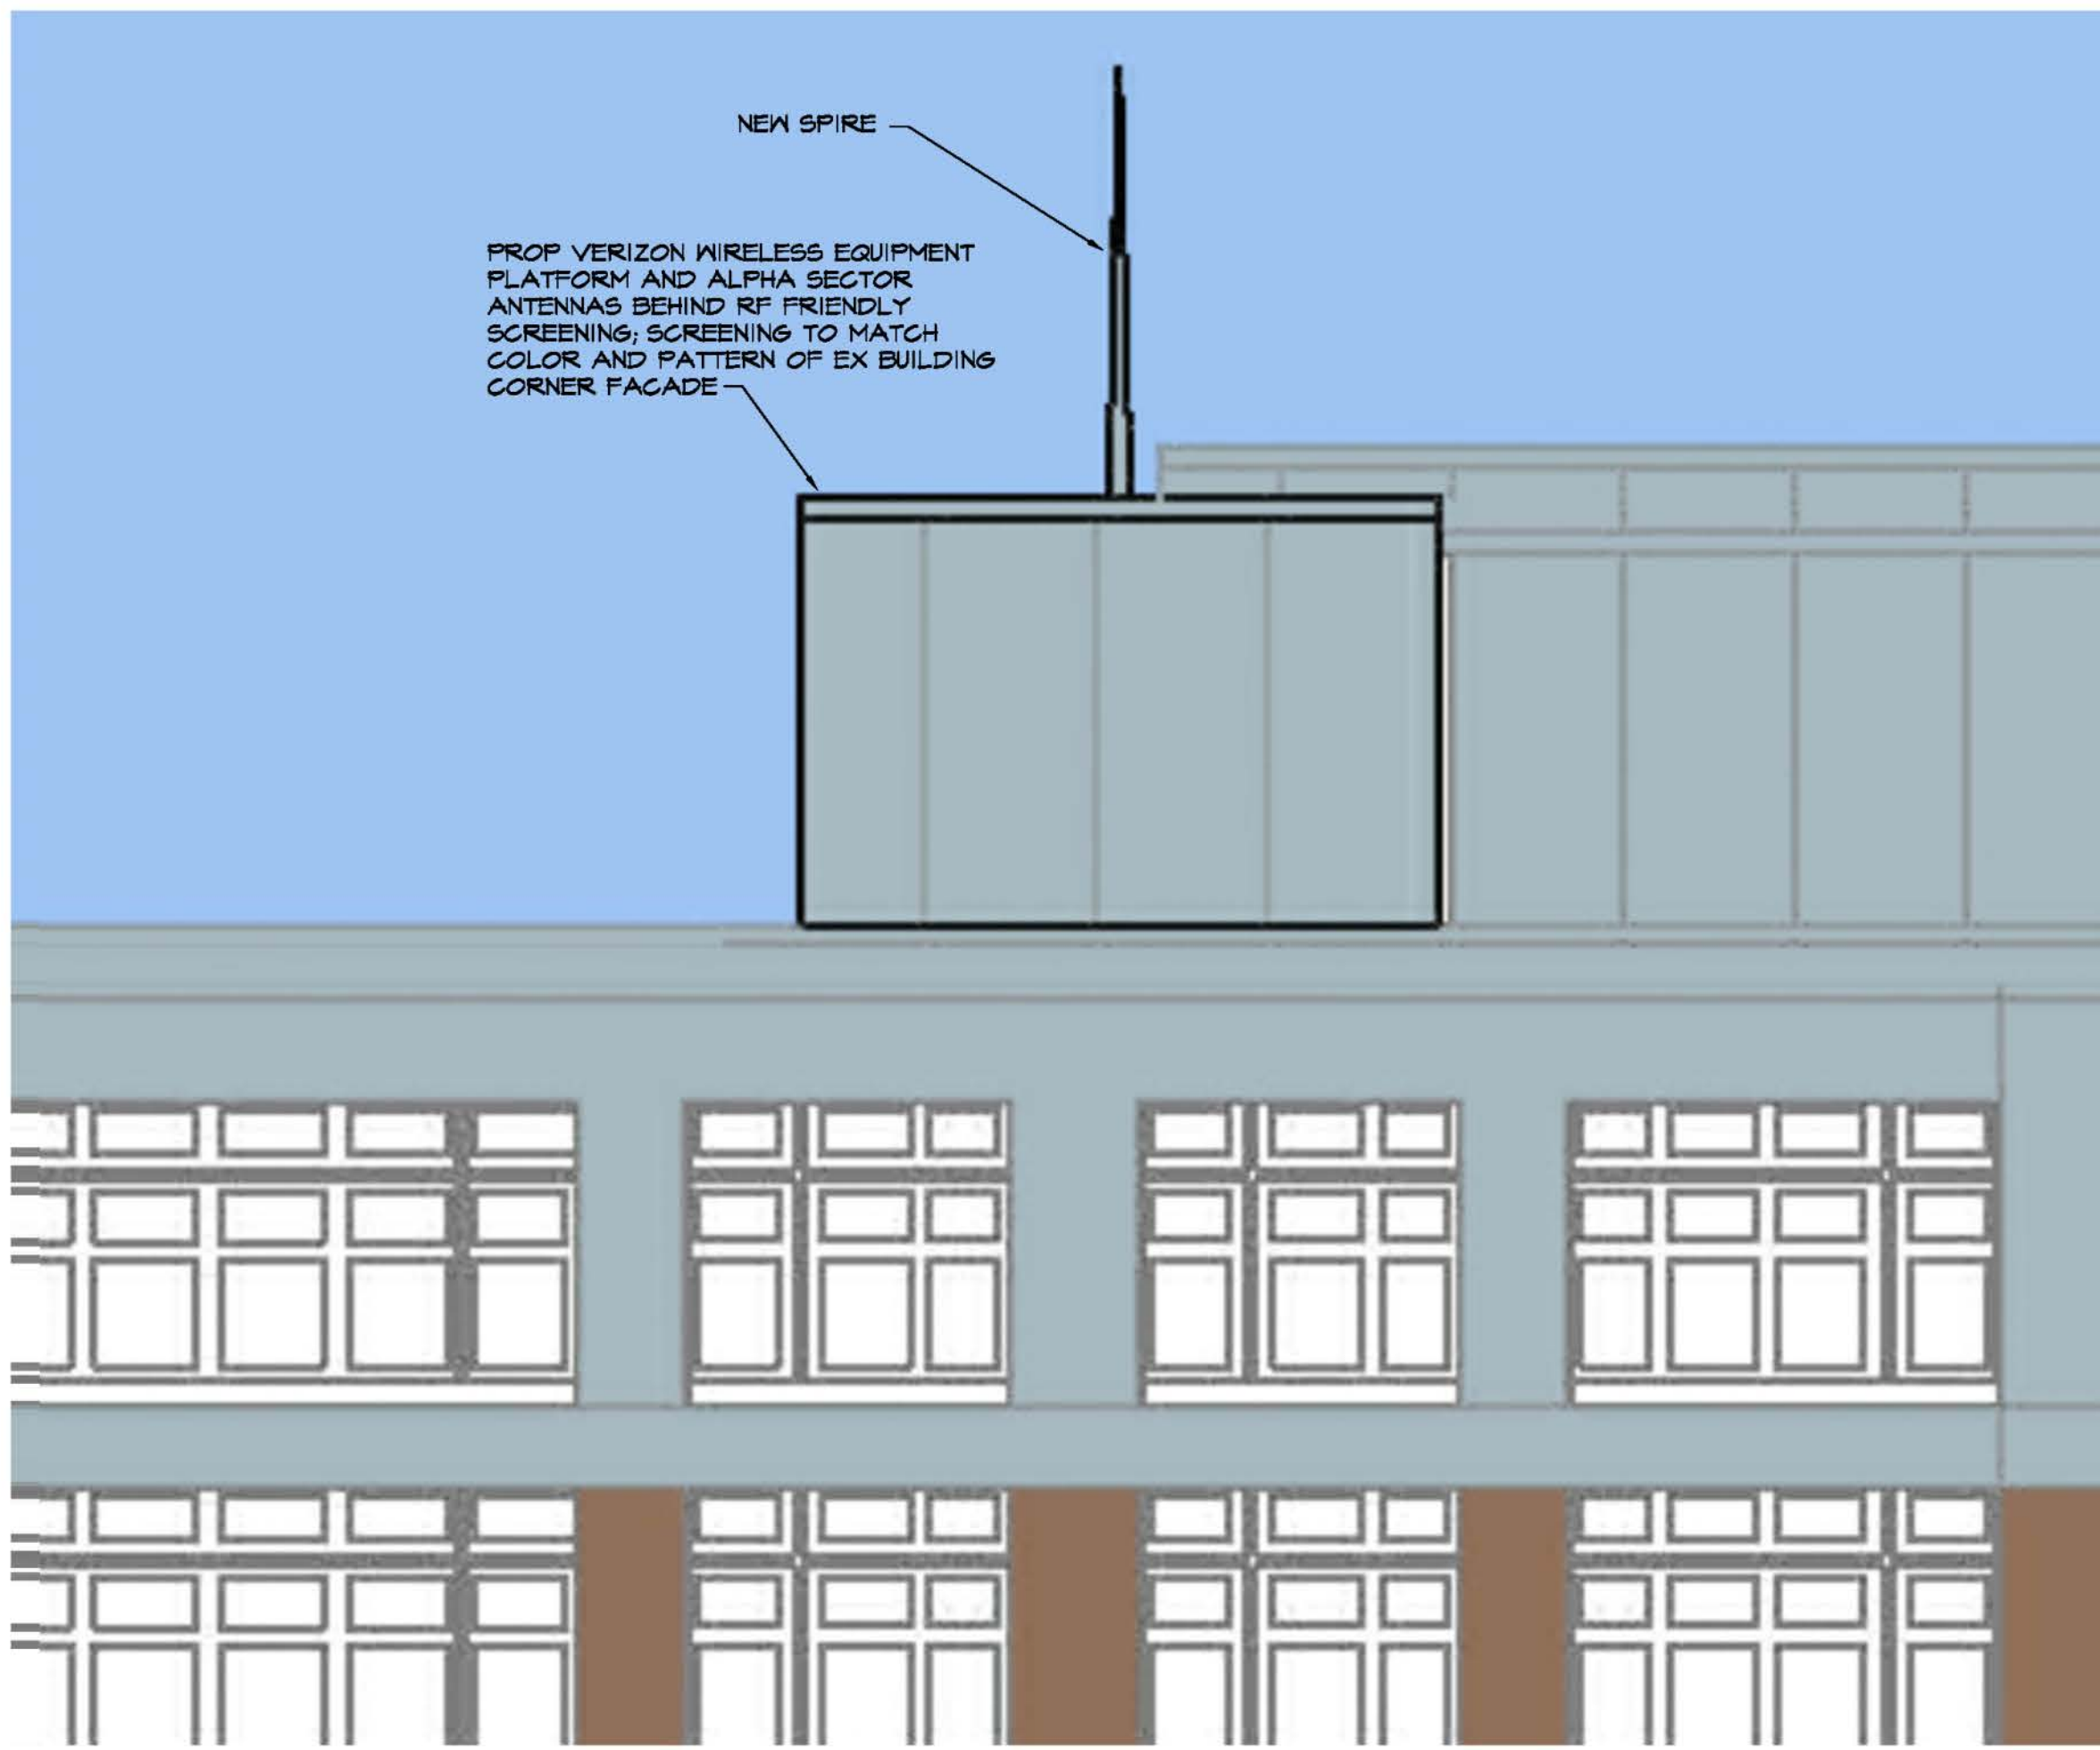 NEW SPIRE
PROP VERIZON WIRELESS EQUIPMENT
PLATFORM AND ALPHA SECTOR
ANTENNAS BEHIND RF FRIENDLY
SCREENING; SCREENING TO MATCH
COLOR AND PATTERN OF EX BUILDING
CORNER FACADE